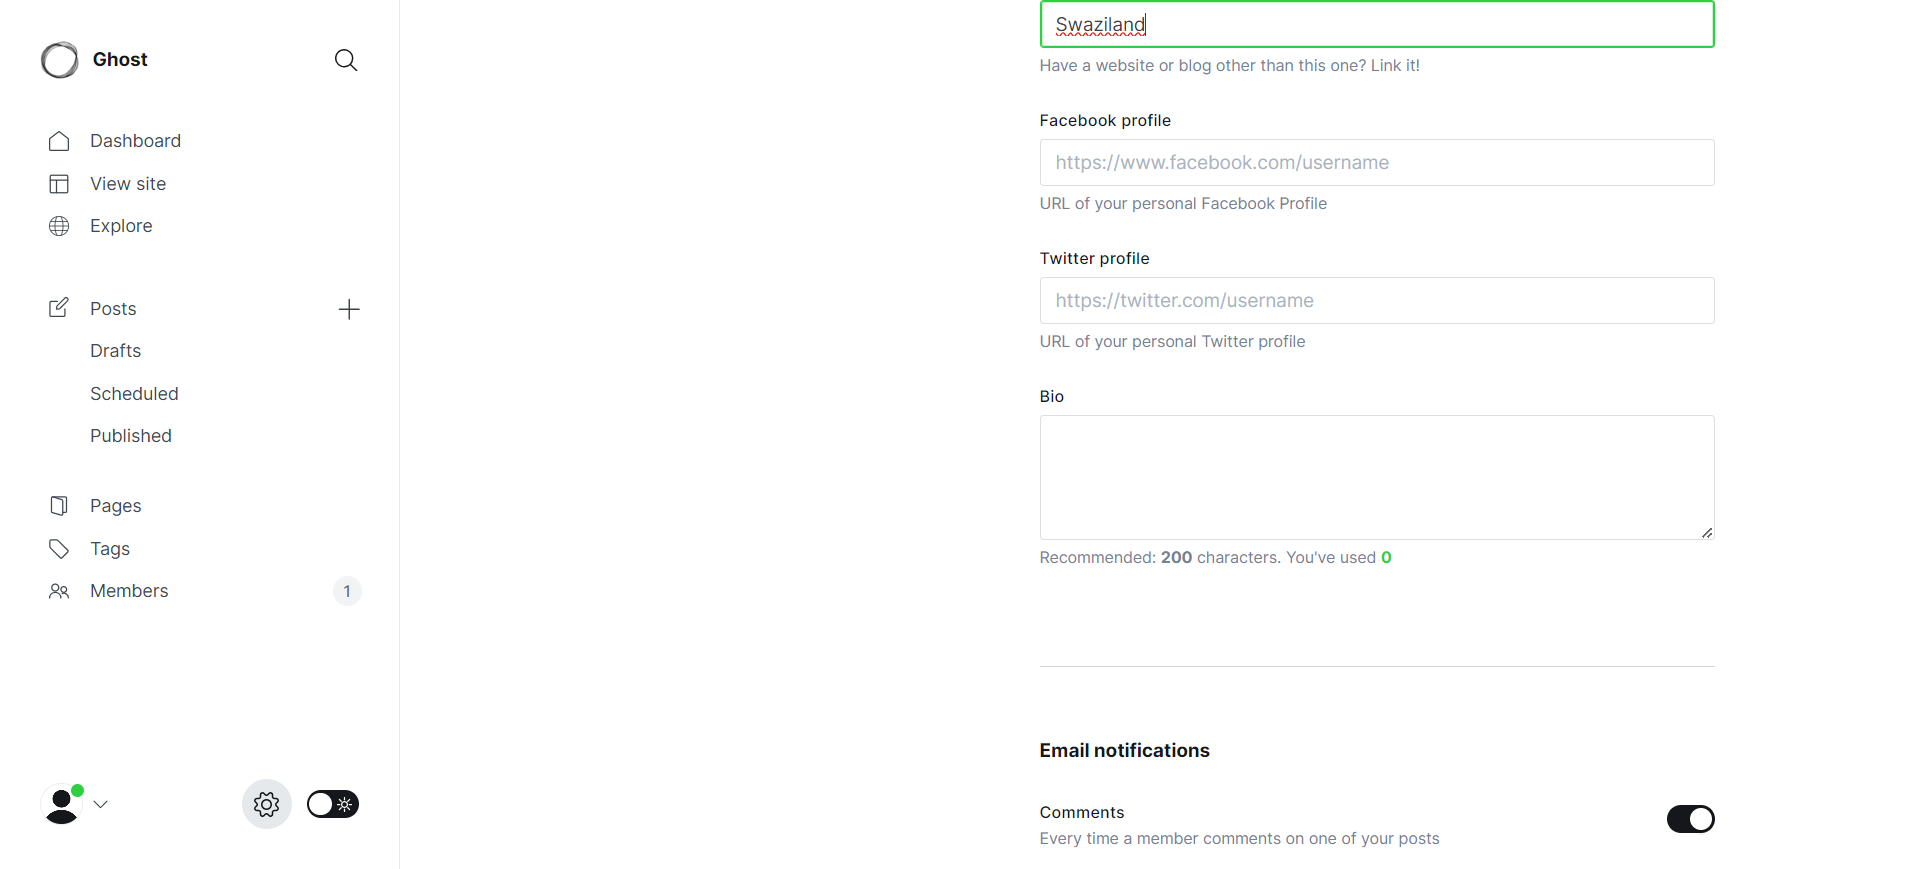 Ghost
Dashboard
View site
Explore
Posts
Drafts
Scheduled
Published
Pages
Tags
Members
1
Swaziland
Have a website or blog other than this one? Link it!
Facebook profile
https://www.facebook.com/username
URL of your personal Facebook Profile
Twitter profile
https://twitter.com/username
URL of your personal Twitter profile
Bio
Recommended: 200 characters. You've used 0
Email notifications
Comments
Every time a member comments on one of your posts